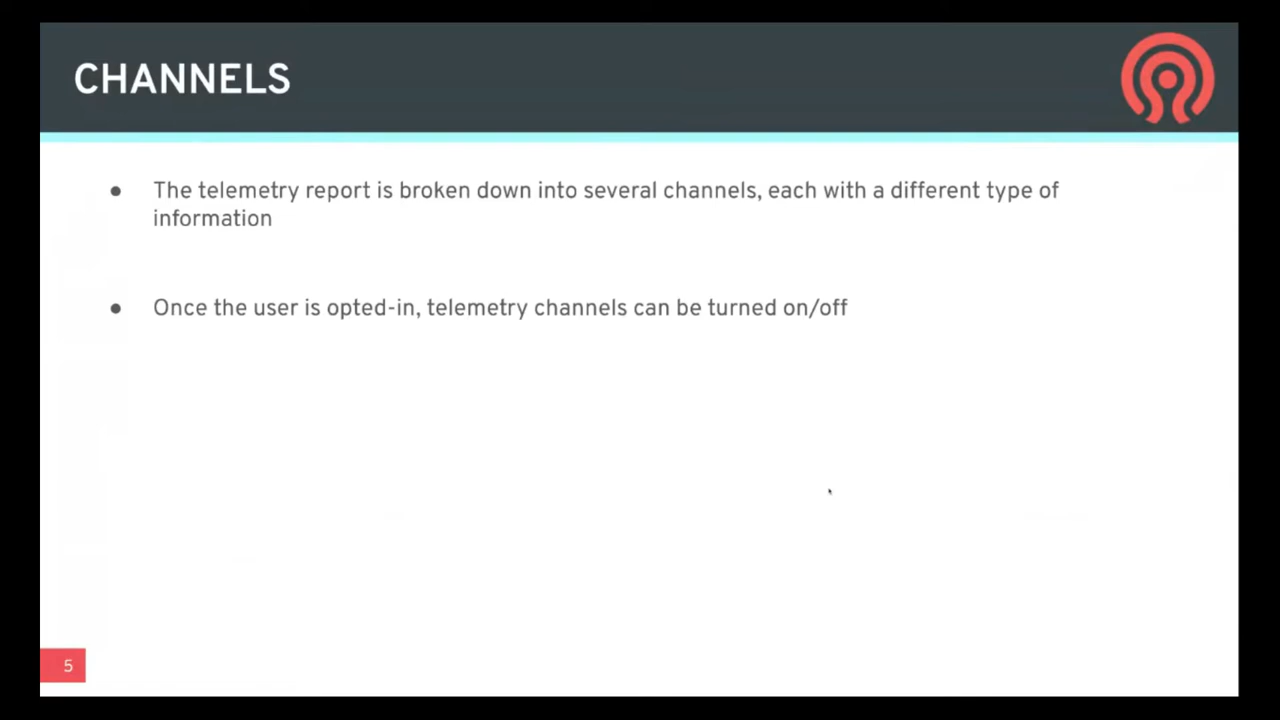 CHANNELS
● The telemetry report is broken down into several channels, each with a different type of
information
● Once the user is opted-in, telemetry channels can be turned on/off
5